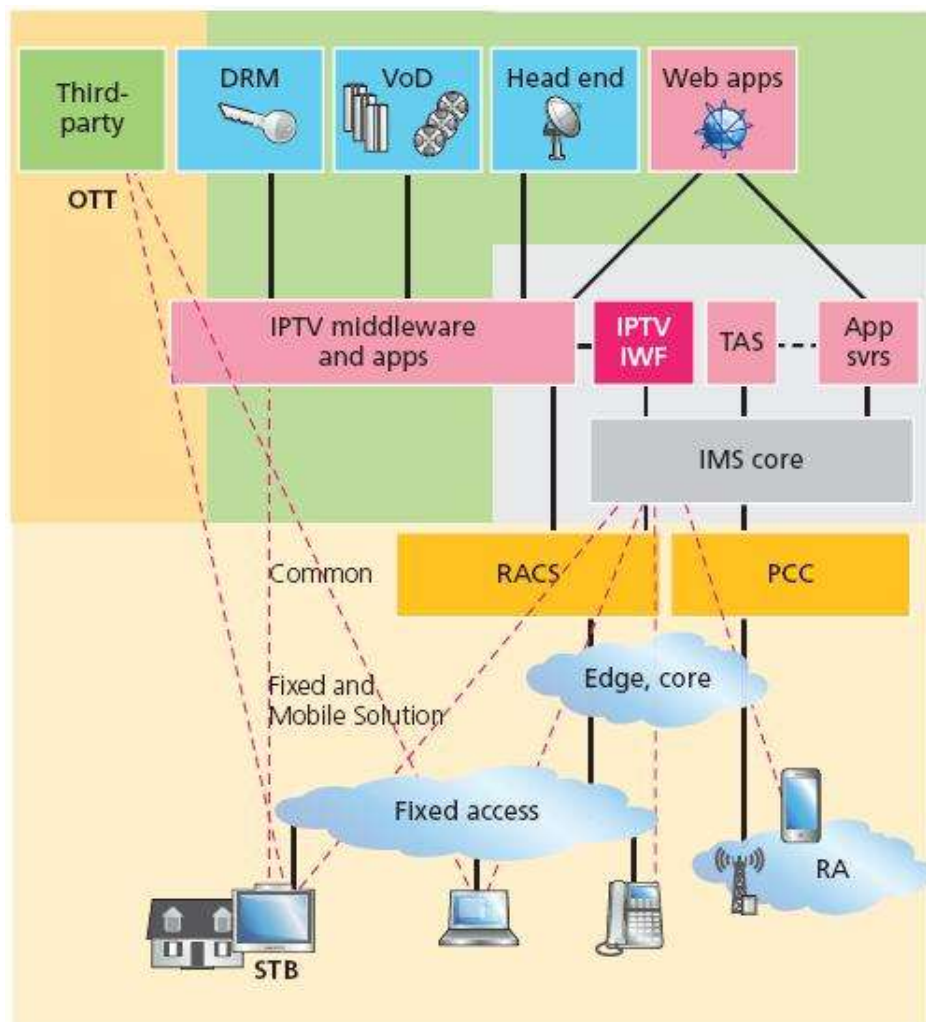 Third-
party
DRM
VoD
Head end
Web apps
OTT
IPTV middleware
and apps
IPTV
IWF
TAS
App
svrs
IMS core
Common
RACS
PCC
Edge, core
Fixed and
Mobile Solution
Fixed access
RA
STB